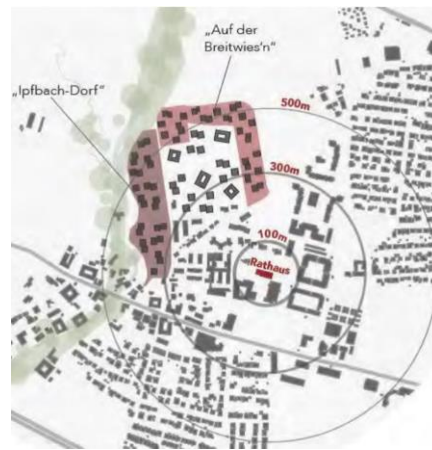 „Auf der
Breitwies'n"
„Ipfbach-Dorf"
500m
300m
100m
Rathaus